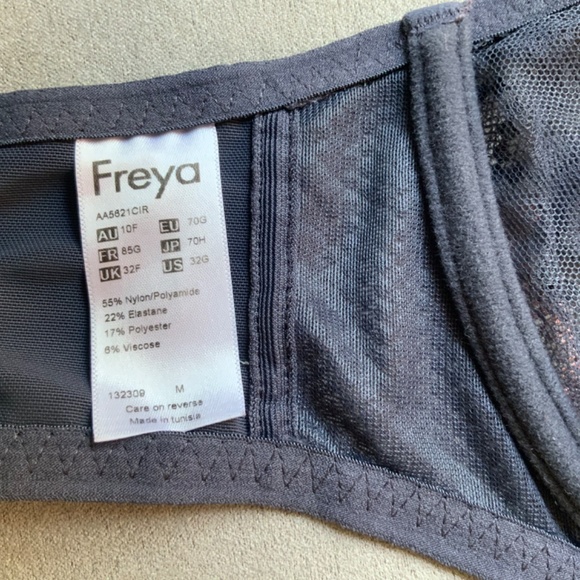 Freya
AA5621CIR
AU 10F EU 70G
FR 85G JP 70H
UK 32F US 32G
55% Nylon/Polyamide
22% Elastane
17% Polyester
6% Viscose
132309 M
Care on reverse
Made in tunisia